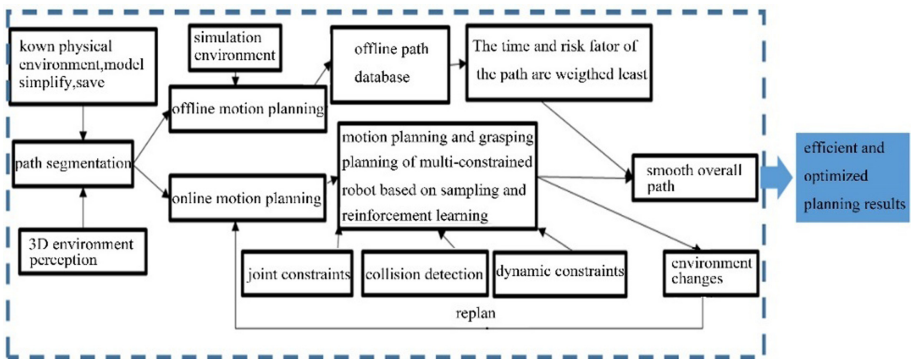 kown physical
environment,model
simplify,save
simulation
environment
offline path
database
The time and risk fator of
the path are weigthed least
offline motion planning
path segmentation
motion planning and grasping
planning of multi-constrained
robot based on sampling and
reinforcement learning
online motion planning
smooth overall
path
efficient and
optimized
planning results
3D environment
perception
joint constraints
collision detection
dynamic constraints
environment
changes
replan